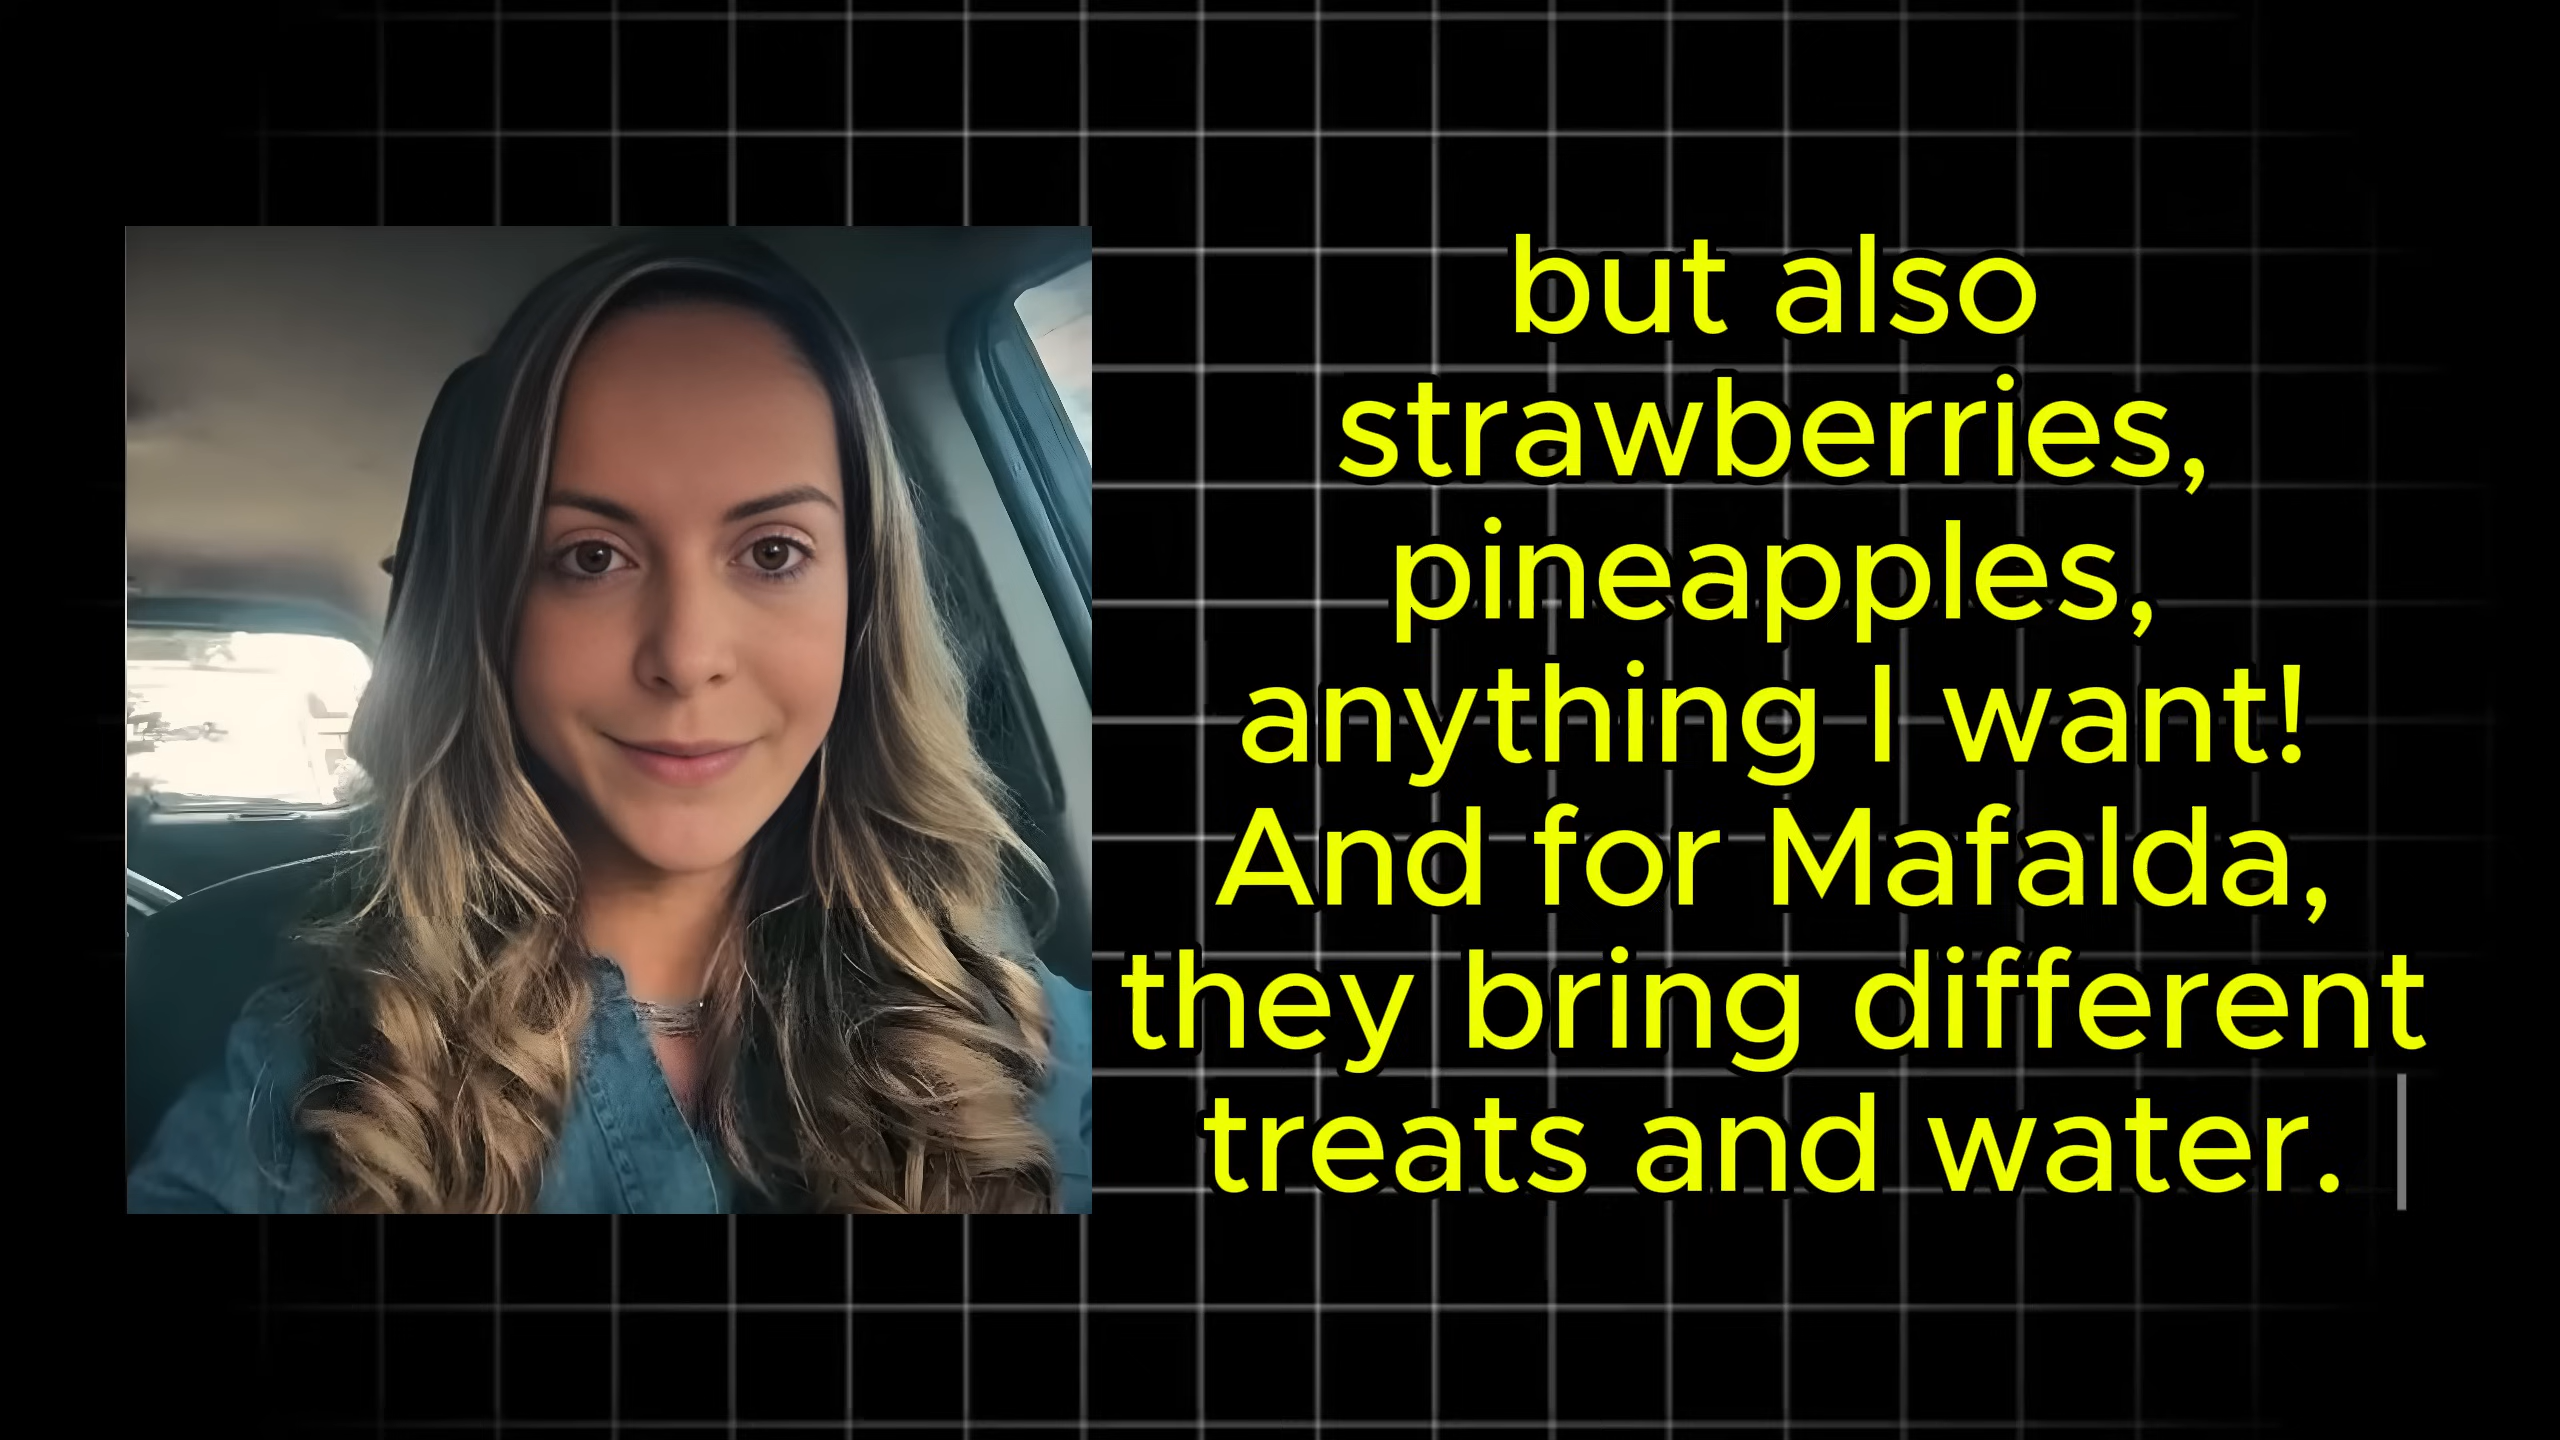 but also
strawberries,
pineapples,
anything I want!
And for Mafalda,
they bring different
treats and water.